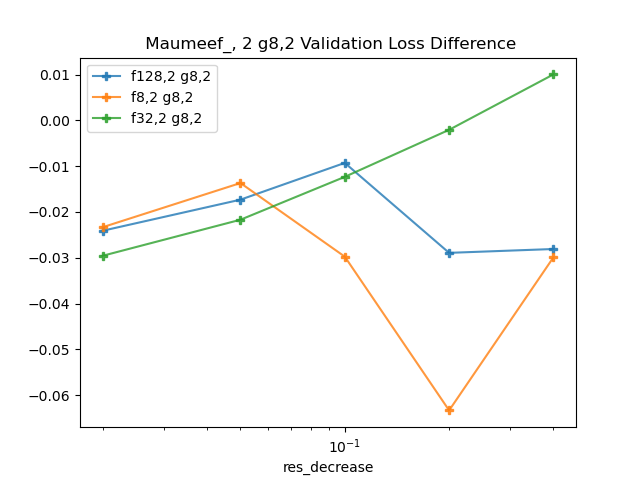 Maumeef_, 2 g8,2 Validation Loss Difference
f128,2 g8,2
f8,2 g8,2
f32,2 g8,2
0.01
0.00
−0.01
−0.02
−0.03
−0.04
−0.05
−0.06
10⁻¹
res_decrease